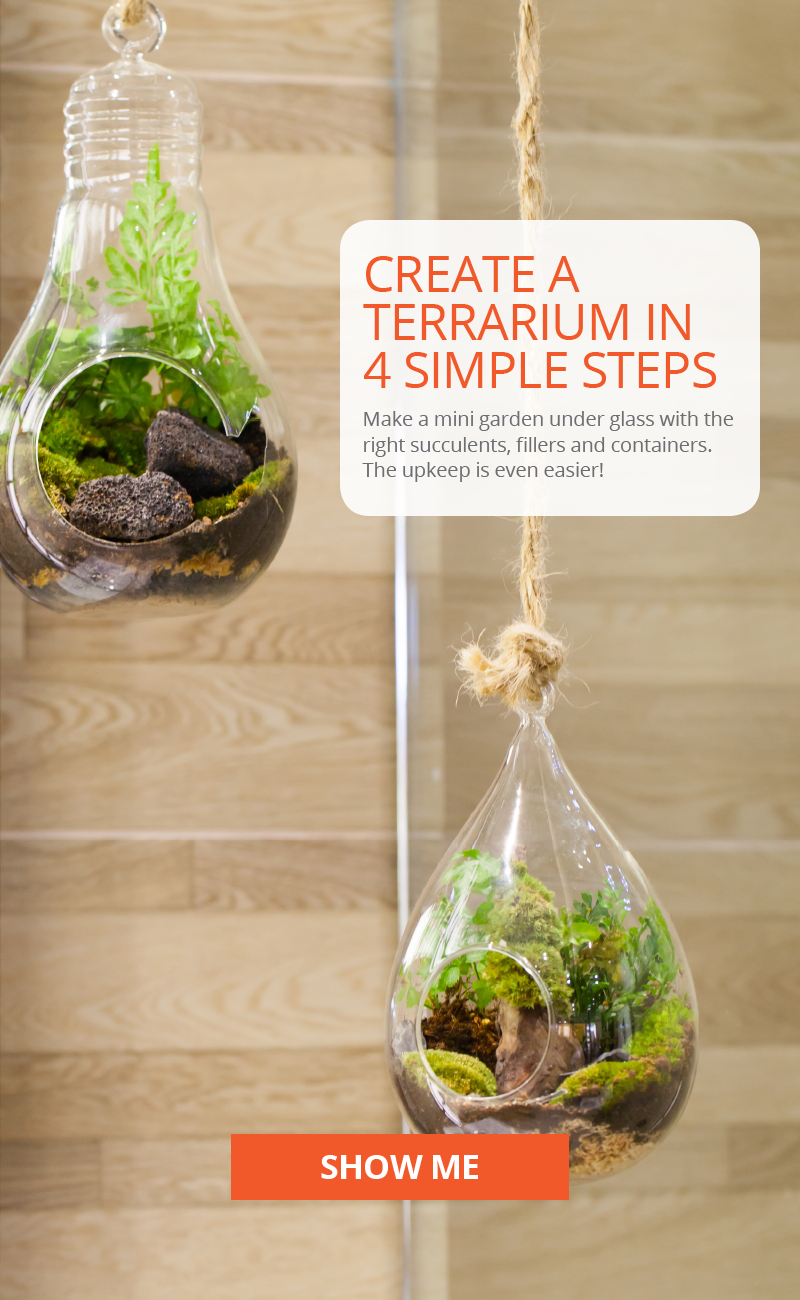 CREATE A
TERRARIUM IN
4 SIMPLE STEPS
Make a mini garden under glass with the
right succulents, fillers and containers.
The upkeep is even easier!
SHOW ME